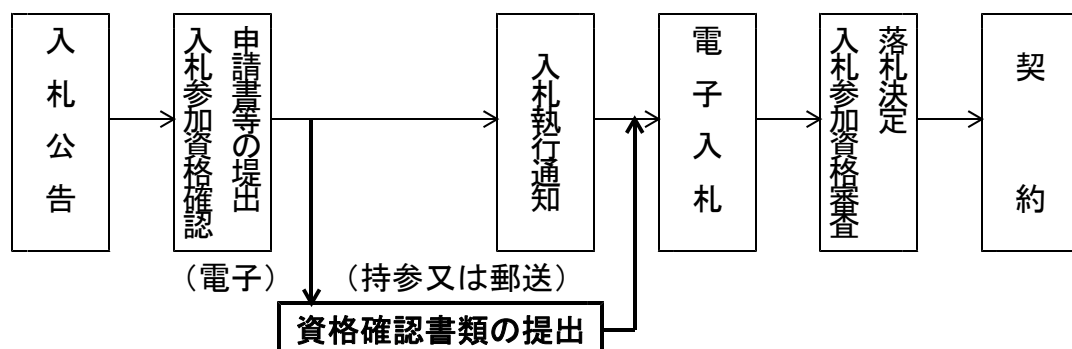 入札公告
申請書等の提出
入札参加資格確認
入札執行通知
電子入札
落札決定
入札参加資格審査
契約
（電子）
（持参又は郵送）
資格確認書類の提出